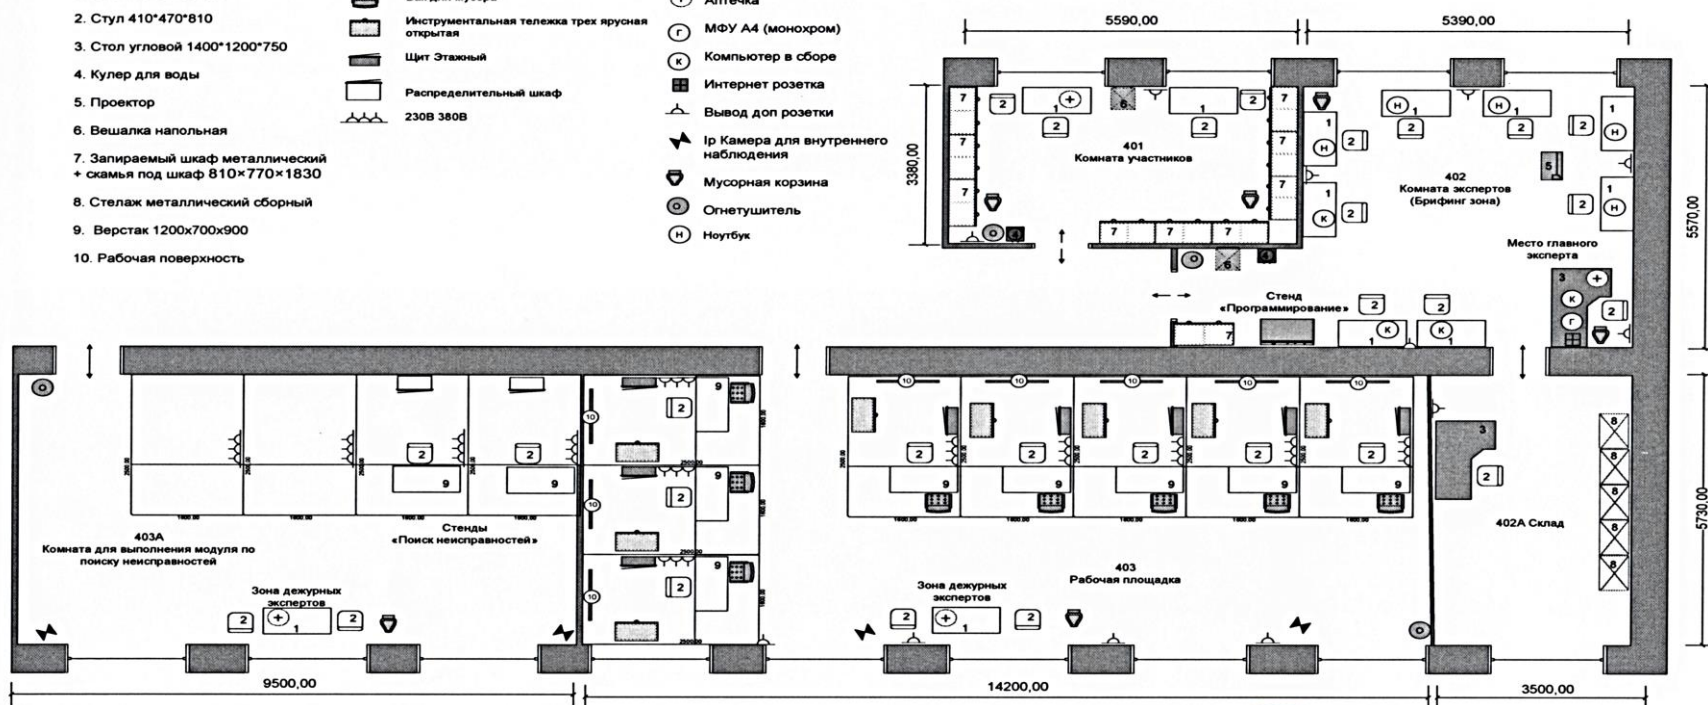 2. Стул 410*470*810
3. Стол угловой 1400*1200*750
4. Кулер для воды
5. Проектор
6. Вешалка напольная
7. Запираемый шкаф металлический
+ скамья под шкаф 810×770×1830
8. Стелаж металлический сборный
9. Верстак 1200х700х900
10. Рабочая поверхность
Инструментальная тележка трех ярусная
открытая
Щит Этажный
Распределительный шкаф
230В 380В
Аптечка
Г МФУ А4 (монохром)
К Компьютер в сборе
Интернет розетка
Вывод доп розетки
Ip Камера для внутреннего
наблюдения
Мусорная корзина
Огнетушитель
Н Ноутбук
5590,00
5390,00
3380,00
5570,00
401
Комната участников
402
Комната экспертов
(Брифинг зона)
Место главного
эксперта
Стенд
«Программирование»
403А
Комната для выполнения модуля по
поиску неисправностей
Стенды
«Поиск неисправностей»
Зона дежурных
экспертов
403
Рабочая площадка
Зона дежурных
экспертов
402А Склад
5730,00
9500,00
14200,00
3500,00